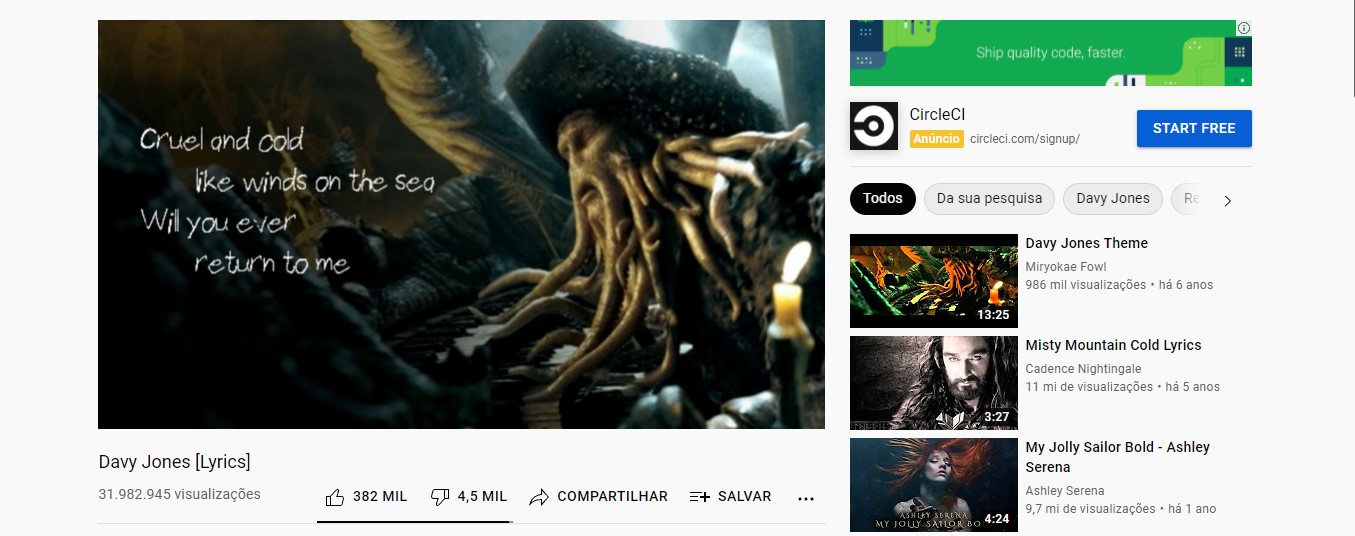 Cruel and cold
like winds on the sea
Will you ever
return to me
Davy Jones [Lyrics]
31.982.945 visualizações
382 MIL
4,5 MIL
COMPARTILHAR
SALVAR
Ship quality code, faster.
CircleCI
Anúncio circleci.com/signup/
START FREE
Todos
Da sua pesquisa
Davy Jones
Re
13:25
Davy Jones Theme
Miryokae Fowl
986 mil visualizações • há 6 anos
3:27
Misty Mountain Cold Lyrics
Cadence Nightingale
11 mi de visualizações • há 5 anos
ASHLEY SERENA
MY JOLLY SAILOR BO
4:24
My Jolly Sailor Bold - Ashley
Serena
Ashley Serena
9,7 mi de visualizações • há 1 ano